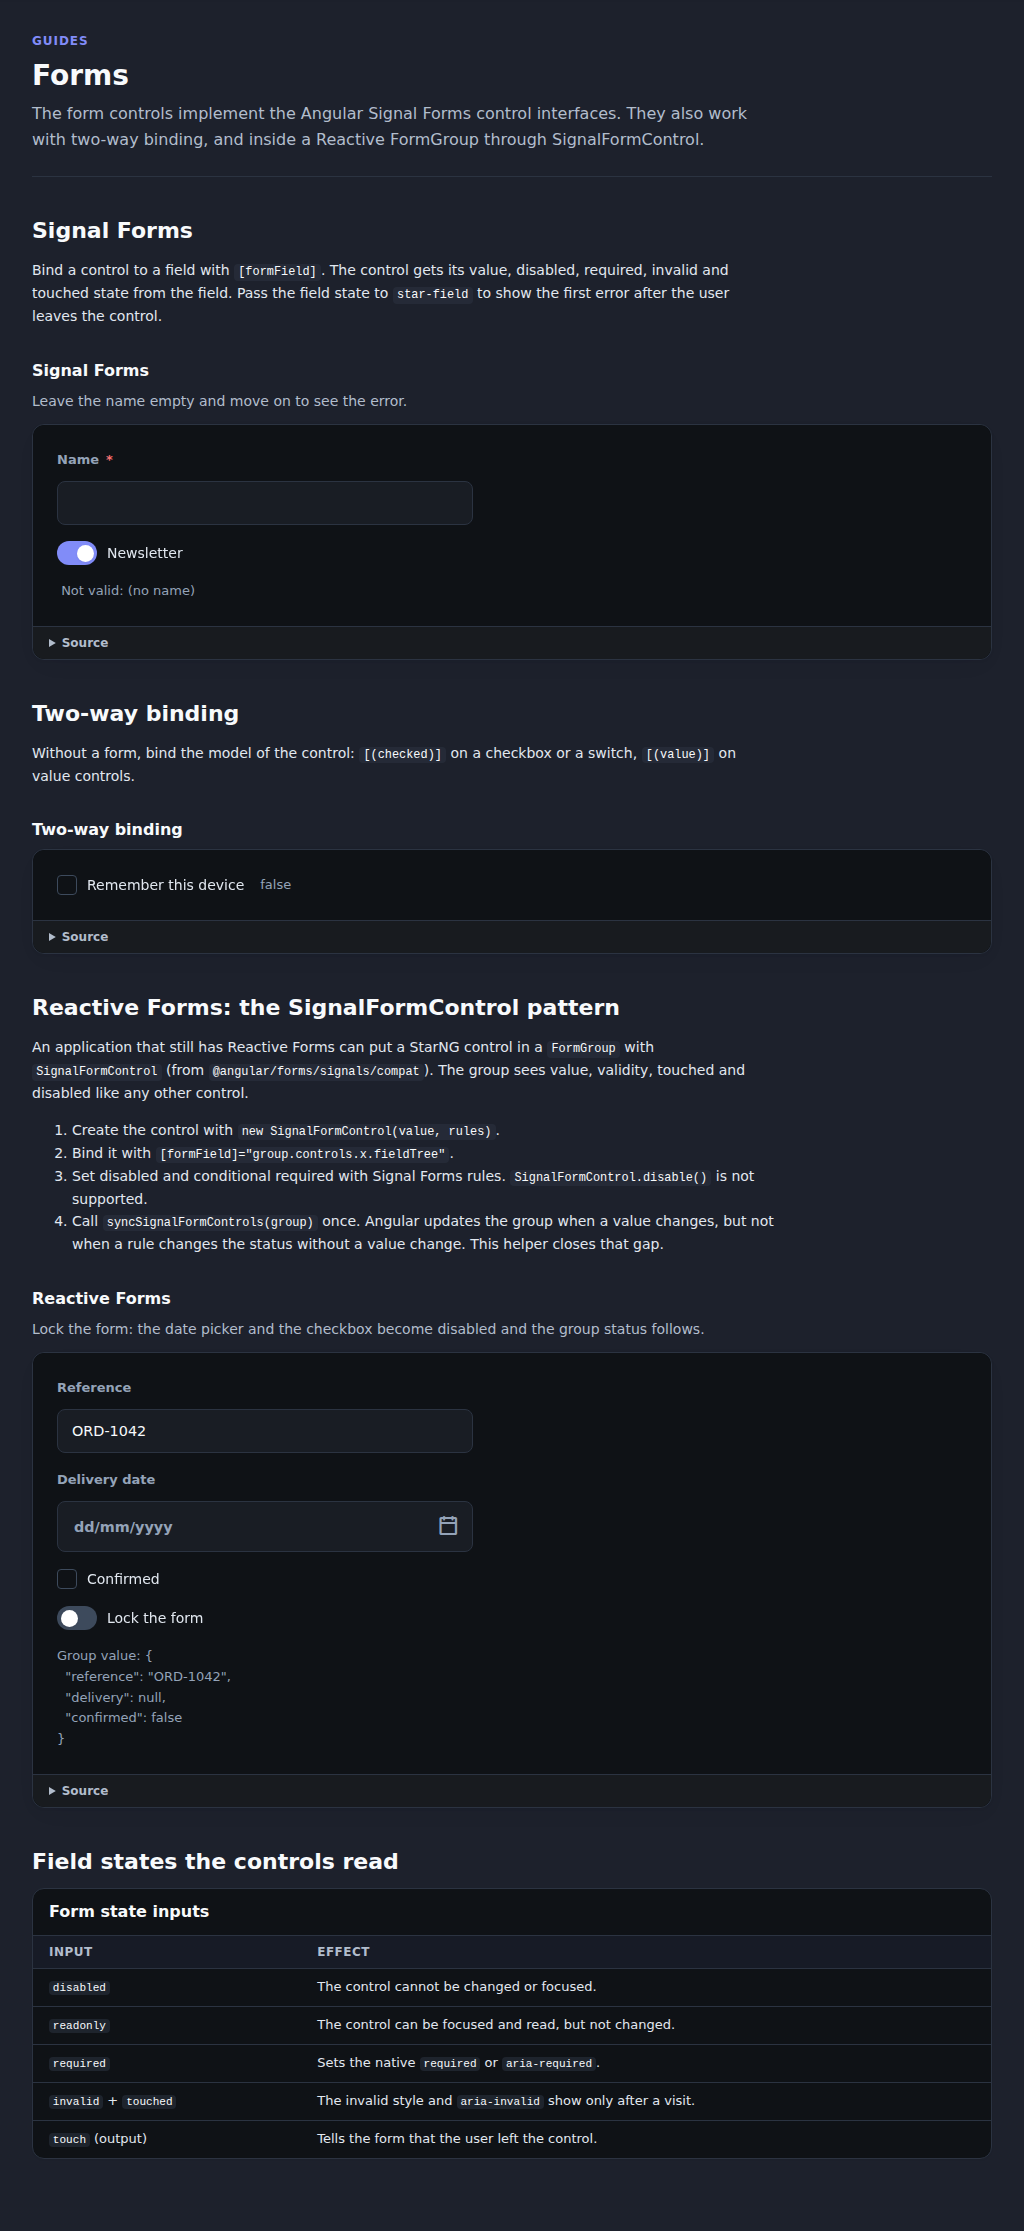 GUIDES
Forms
The form controls implement the Angular Signal Forms control interfaces. They also work
with two-way binding, and inside a Reactive FormGroup through SignalFormControl.
Signal Forms
Bind a control to a field with [formField]. The control gets its value, disabled, required, invalid and
touched state from the field. Pass the field state to star-field to show the first error after the user
leaves the control.
Signal Forms
Leave the name empty and move on to see the error.
Name *
Newsletter
Not valid: (no name)
Source
Two-way binding
Without a form, bind the model of the control: [(checked)] on a checkbox or a switch, [(value)] on
value controls.
Two-way binding
Remember this device false
Source
Reactive Forms: the SignalFormControl pattern
An application that still has Reactive Forms can put a StarNG control in a FormGroup with
SignalFormControl (from @angular/forms/signals/compat). The group sees value, validity, touched and
disabled like any other control.
1. Create the control with new SignalFormControl(value, rules).
2. Bind it with [formField]="group.controls.x.fieldTree".
3. Set disabled and conditional required with Signal Forms rules. SignalFormControl.disable() is not
supported.
4. Call syncSignalFormControls(group) once. Angular updates the group when a value changes, but not
when a rule changes the status without a value change. This helper closes that gap.
Reactive Forms
Lock the form: the date picker and the checkbox become disabled and the group status follows.
Reference
ORD-1042
Delivery date
dd/mm/yyyy
Confirmed
Lock the form
Group value: {
"reference": "ORD-1042",
"delivery": null,
"confirmed": false
}
Source
Field states the controls read
Form state inputs
INPUT EFFECT
disabled The control cannot be changed or focused.
readonly The control can be focused and read, but not changed.
required Sets the native required or aria-required.
invalid + touched The invalid style and aria-invalid show only after a visit.
touch (output) Tells the form that the user left the control.